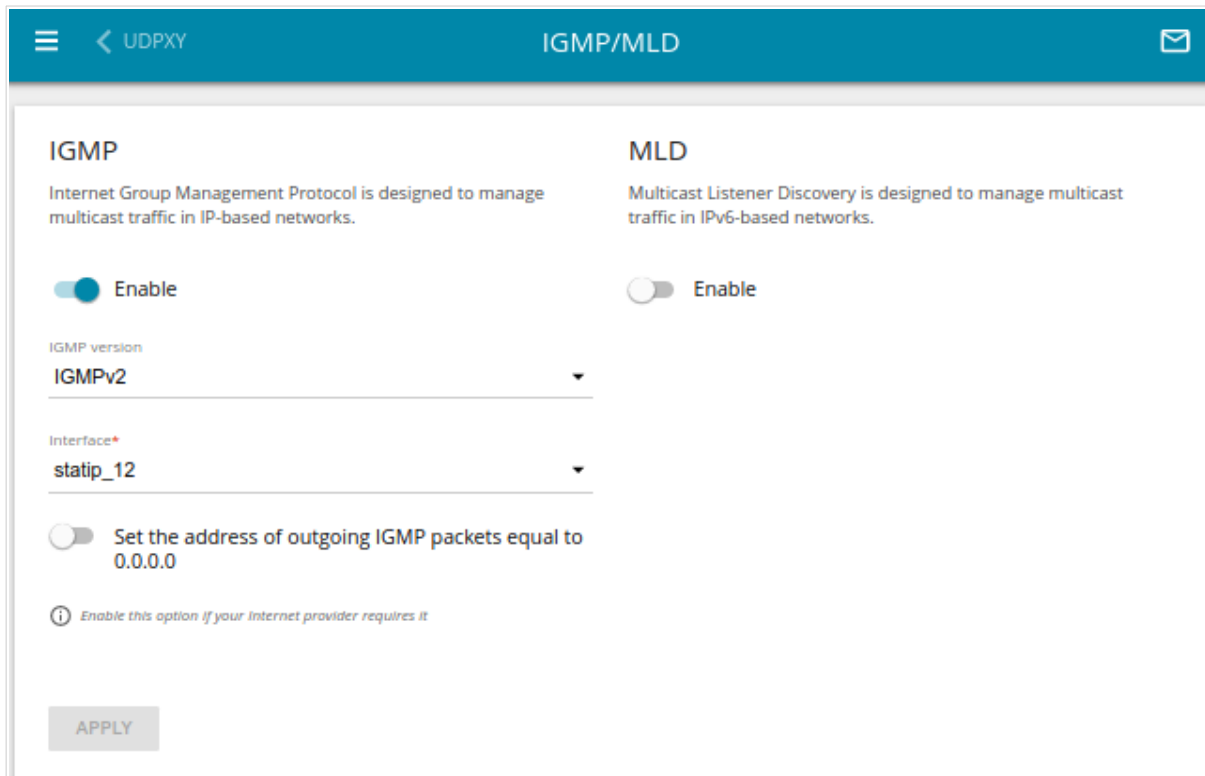 UDPXY
IGMP/MLD
IGMP
Internet Group Management Protocol is designed to manage
multicast traffic in IP-based networks.
Enable
IGMP version
IGMPv2
Interface*
statip_12
Set the address of outgoing IGMP packets equal to
0.0.0.0
Enable this option if your Internet provider requires it
APPLY
MLD
Multicast Listener Discovery is designed to manage multicast
traffic in IPv6-based networks.
Enable